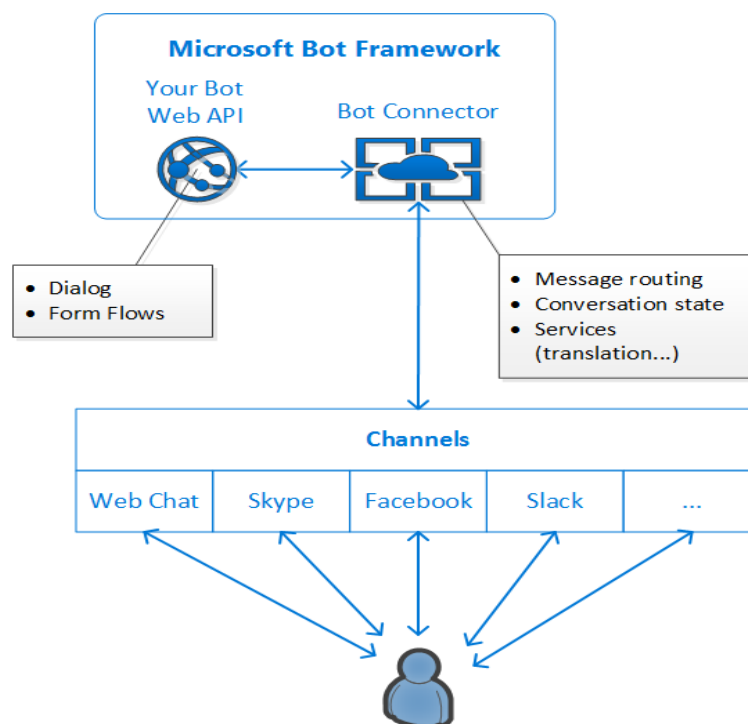 Microsoft Bot Framework
Your Bot
Web API
Bot Connector
• Dialog
• Form Flows
• Message routing
• Conversation state
• Services
(translation...)
Channels
Web Chat
Skype
Facebook
Slack
...